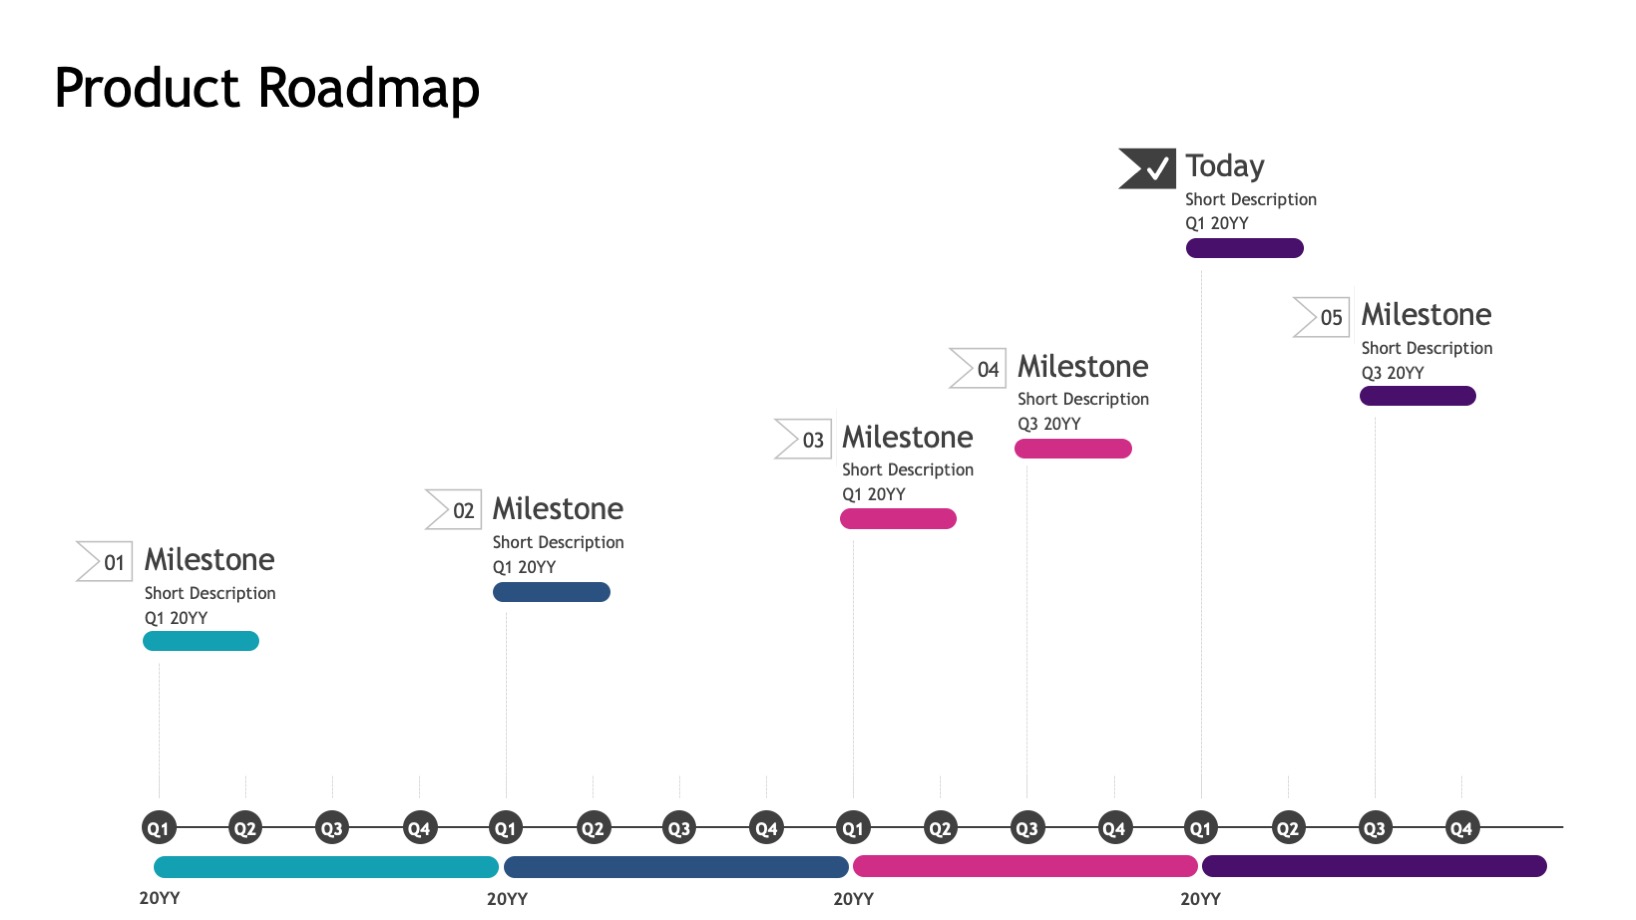 Product Roadmap
Today
Short Description
Q1 20YY
05
Milestone
Short Description
Q3 20YY
04
Milestone
Short Description
Q3 20YY
03
Milestone
Short Description
Q1 20YY
02
Milestone
Short Description
Q1 20YY
01
Milestone
Short Description
Q1 20YY
Q1 Q2 Q3 Q4 Q1 Q2 Q3 Q4 Q1 Q2 Q3 Q4 Q1 Q2 Q3 Q4
20YY 20YY 20YY 20YY